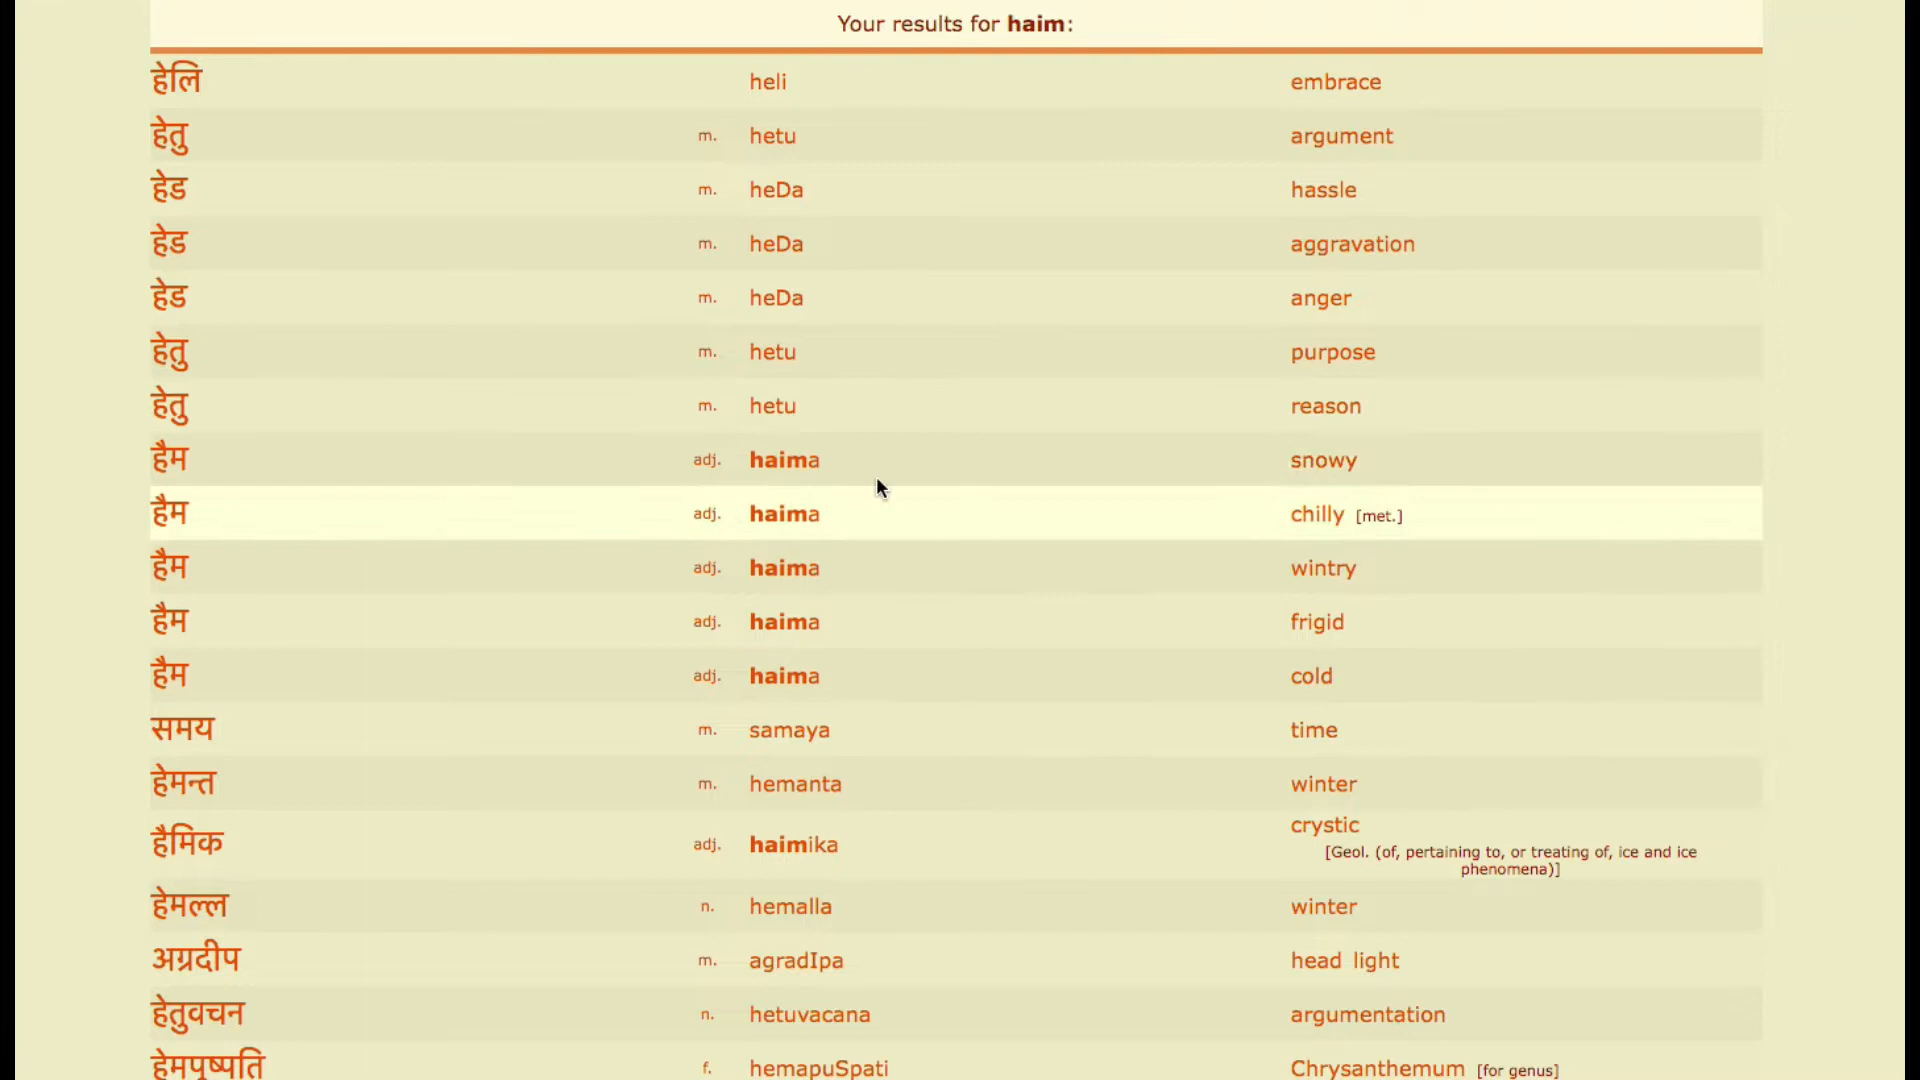 Your results for haim:
हेलि heli embrace
हेतु m. hetu argument
हेड m. heDa hassle
हेड m. heDa aggravation
हेड m. heDa anger
हेतु m. hetu purpose
हेतु m. hetu reason
हैम adj. haima snowy
हैम adj. haima chilly [met.]
हैम adj. haima wintry
हैम adj. haima frigid
हैम adj. haima cold
समय m. samaya time
हेमन्त m. hemanta winter
हैमिक adj. haimika crystic
[Geol. (of, pertaining to, or treating of, ice and ice
phenomena)]
हेमल्ल n. hemalla winter
अग्रदीप m. agradIpa head light
हेतुवचन n. hetuvacana argumentation
हेमपुष्पति f. hemapuSpati Chrysanthemum [for genus]